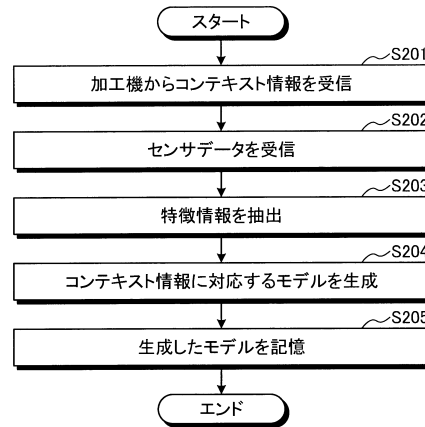 スタート
S201
加工機からコンテキスト情報を受信
S202
センサデータを受信
S203
特徴情報を抽出
S204
コンテキスト情報に対応するモデルを生成
S205
生成したモデルを記憶
エンド